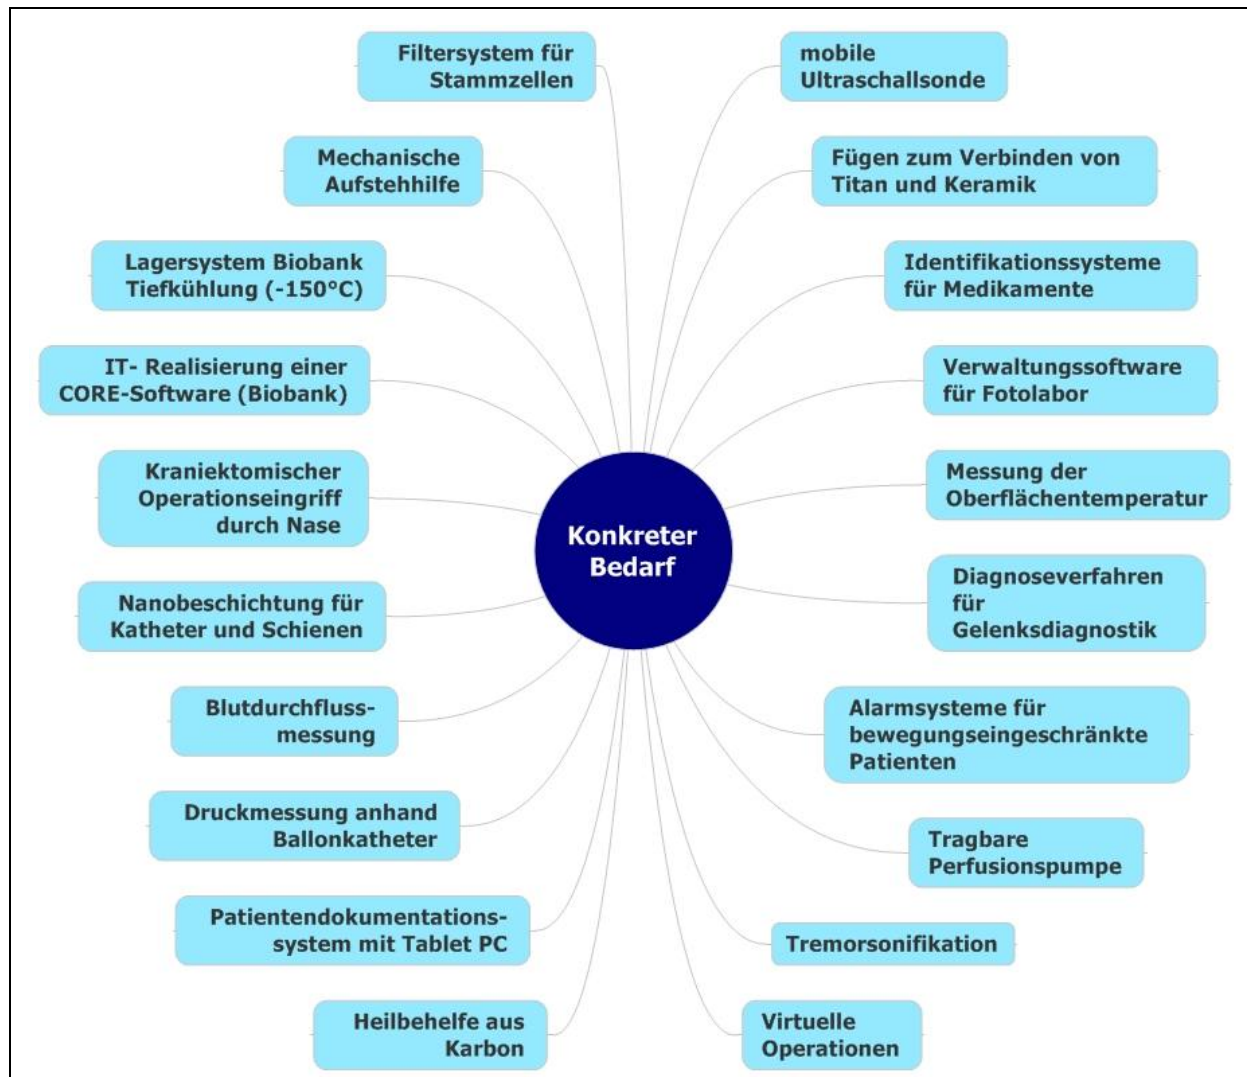 Filtersystem für
Stammzellen
Mechanische
Aufstehhilfe
Lagersystem Biobank
Tiefkühlung (-150°C)
IT- Realisierung einer
CORE-Software (Biobank)
Kraniektomischer
Operationseingriff
durch Nase
Nanobeschichtung für
Katheter und Schienen
Blutdurchfluss-
messung
Druckmessung anhand
Ballonkatheter
Patientendokumentations-
system mit Tablet PC
Heilbehelfe aus
Karbon
Konkreter
Bedarf
mobile
Ultraschallsonde
Fügen zum Verbinden von
Titan und Keramik
Identifikationssysteme
für Medikamente
Verwaltungssoftware
für Fotolabor
Messung der
Oberflächentemperatur
Diagnoseverfahren
für
Gelenksdiagnostik
Alarmsysteme für
bewegungseingeschränkte
Patienten
Tragbare
Perfusionspumpe
Tremorsonifikation
Virtuelle
Operationen